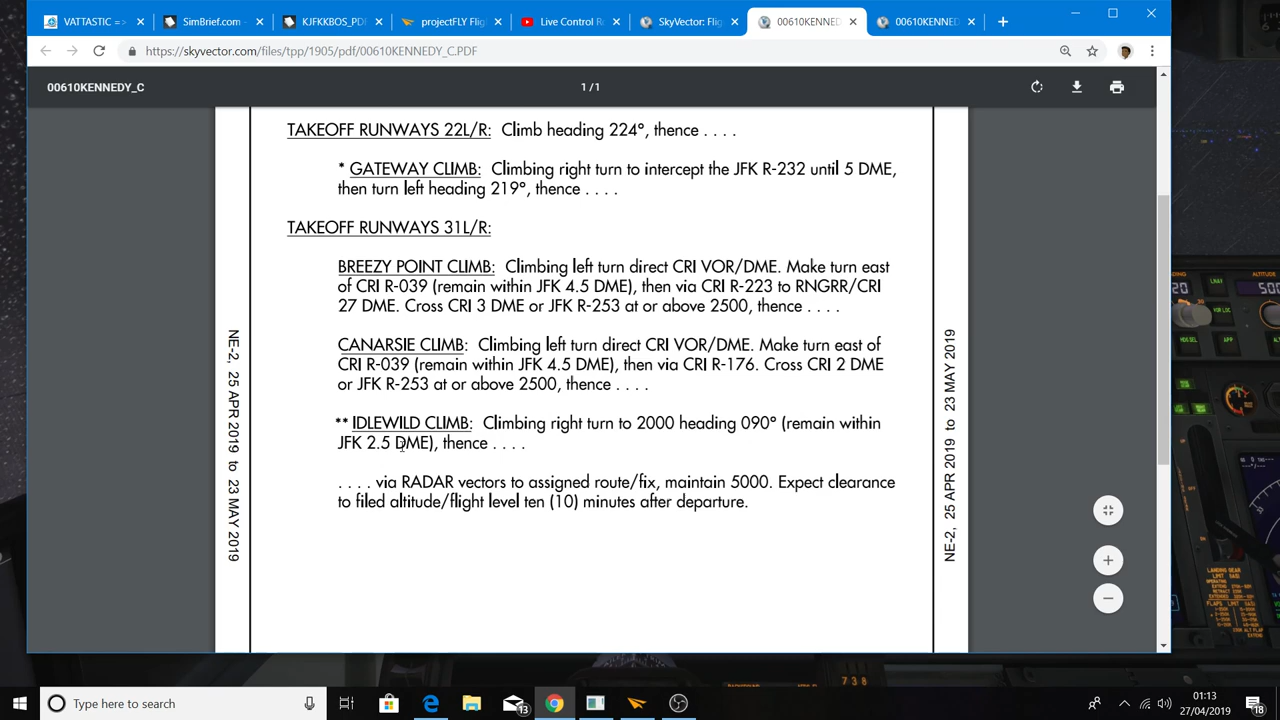 VATTASTIC =>
SimBrief.com -
KJFKKBOS_PDF
projectFLY Flig
Live Control R
SkyVector: Flig
00610KENNED
00610KENNED
https://skyvector.com/files/tpp/1905/pdf/00610KENNEDY_C.PDF
00610KENNEDY_C
1 / 1
TAKEOFF RUNWAYS 22L/R: Climb heading 224°, thence . . . .
* GATEWAY CLIMB: Climbing right turn to intercept the JFK R-232 until 5 DME,
then turn left heading 219°, thence . . . .
TAKEOFF RUNWAYS 31L/R:
BREEZY POINT CLIMB: Climbing left turn direct CRI VOR/DME. Make turn east
of CRI R-039 (remain within JFK 4.5 DME), then via CRI R-223 to RNGRR/CRI
27 DME. Cross CRI 3 DME or JFK R-253 at or above 2500, thence . . . .
CANARSIE CLIMB: Climbing left turn direct CRI VOR/DME. Make turn east of
CRI R-039 (remain within JFK 4.5 DME), then via CRI R-176. Cross CRI 2 DME
or JFK R-253 at or above 2500, thence . . . .
** IDLEWILD CLIMB: Climbing right turn to 2000 heading 090° (remain within
JFK 2.5 DME), thence . . . .
. . . . via RADAR vectors to assigned route/fix, maintain 5000. Expect clearance
to filed altitude/flight level ten (10) minutes after departure.
NE-2, 25 APR 2019 to 23 MAY 2019
NE-2, 25 APR 2019 to 23 MAY 2019
20
500
VOR LOC
APP
LANDING GEAR
738
Type here to search
13
01:13
27/04/2019
18